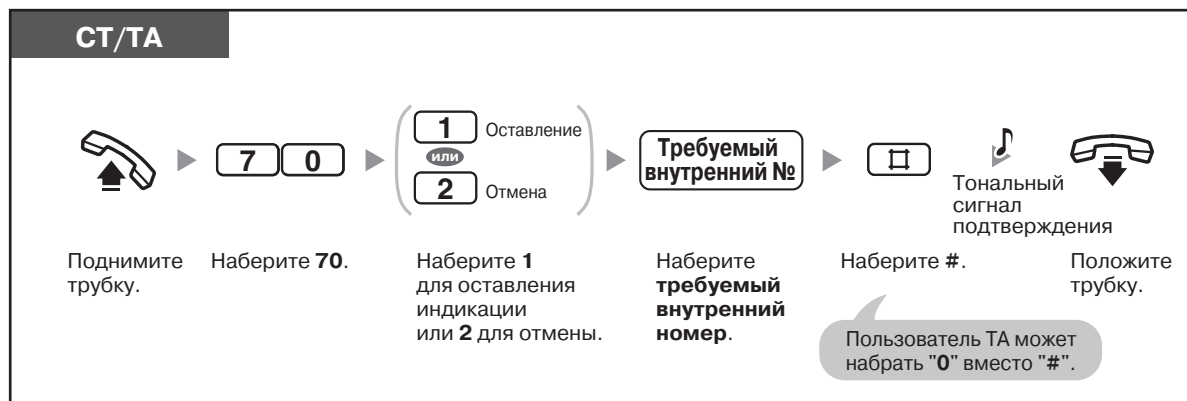 СТ/ТА
7 0
1 Оставление
или
2 Отмена
Требуемый
внутренний №
#
Тональный
сигнал
подтверждения
Поднимите
трубку.
Наберите 70.
Наберите 1
для оставления
индикации
или 2 для отмены.
Наберите
требуемый
внутренний
номер.
Наберите #.
Положите
трубку.
Пользователь ТА может
набрать "0" вместо "#".